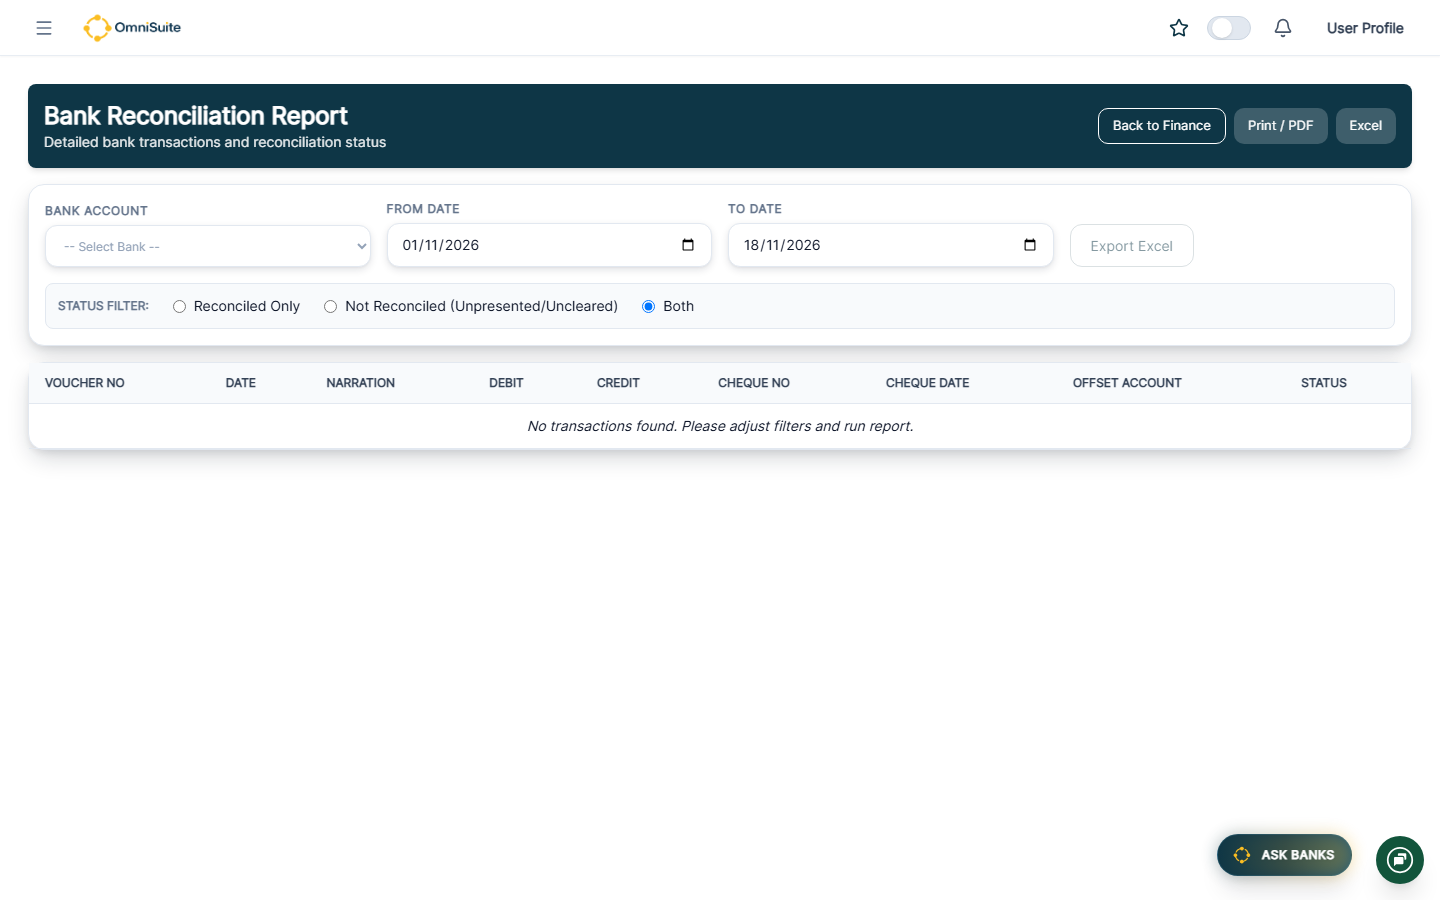 OmniSuite
User Profile
Bank Reconciliation Report
Detailed bank transactions and reconciliation status
Back to Finance
Print / PDF
Excel
BANK ACCOUNT
FROM DATE
TO DATE
-- Select Bank --
01/11/2026
18/11/2026
Export Excel
STATUS FILTER:
Reconciled Only
Not Reconciled (Unpresented/Uncleared)
Both
VOUCHER NO
DATE
NARRATION
DEBIT
CREDIT
CHEQUE NO
CHEQUE DATE
OFFSET ACCOUNT
STATUS
No transactions found. Please adjust filters and run report.
ASK BANKS